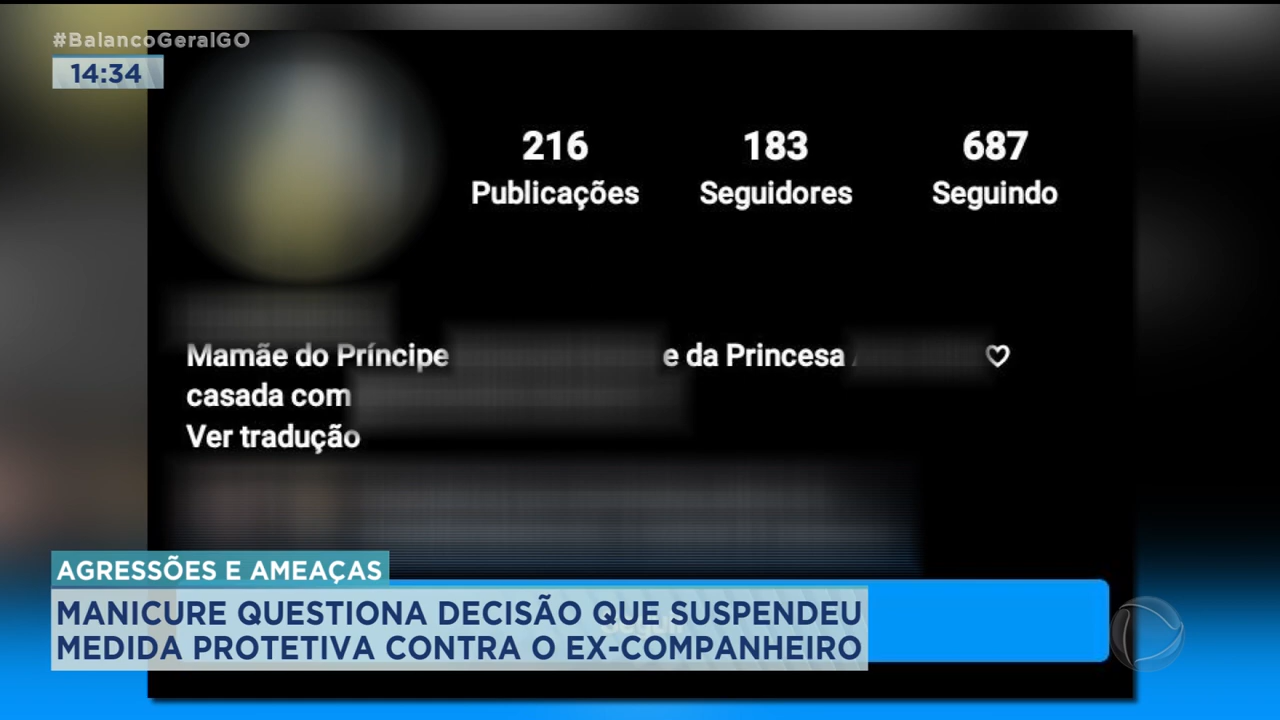 #BalancoGeralGO
14:34
216 183 687
Publicações Seguidores Seguindo
Mamãe do Príncipe e da Princesa ♡
casada com
Ver tradução
AGRESSÕES E AMEAÇAS
MANICURE QUESTIONA DECISÃO QUE SUSPENDEU
MEDIDA PROTETIVA CONTRA O EX-COMPANHEIRO